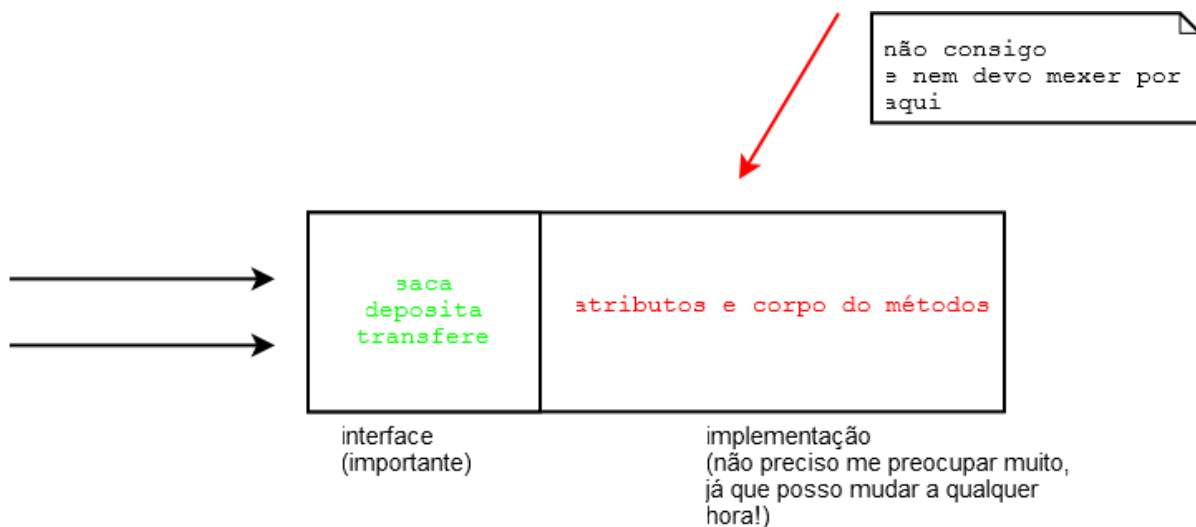 não consigo
e nem devo mexer por
aqui
saca
deposita
transfere
atributos e corpo do métodos
interface
(importante)
implementação
(não preciso me preocupar muito,
já que posso mudar a qualquer
hora!)